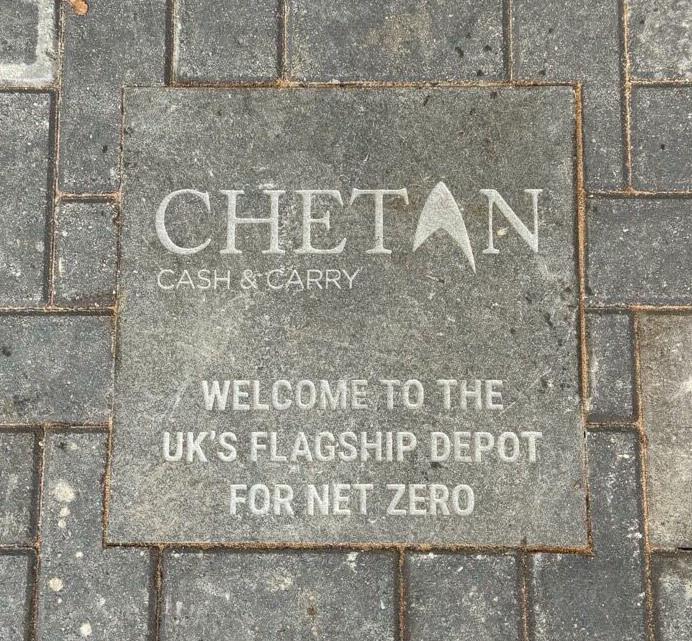 CHETAN
CASH & CARRY
WELCOME TO THE
UK'S FLAGSHIP DEPOT
FOR NET ZERO